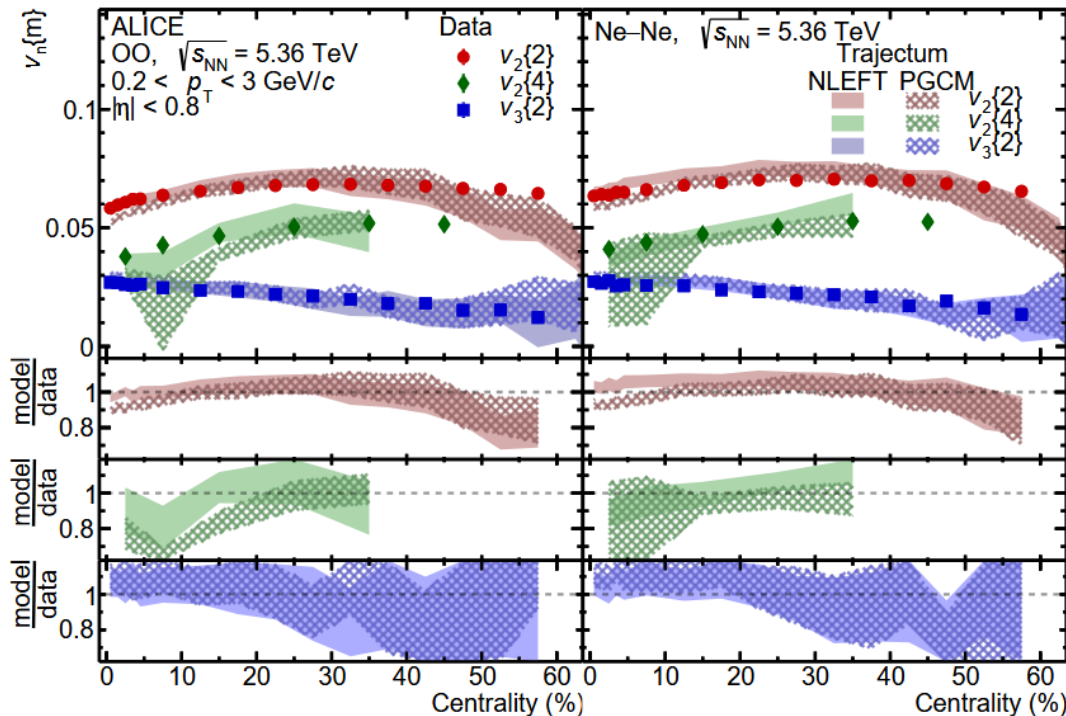 ALICE
OO, √sNN = 5.36 TeV
0.2 < pT < 3 GeV/c
|η| < 0.8
Data
v2{2}
v2{4}
v3{2}
Ne–Ne, √sNN = 5.36 TeV
Trajectum
NLEFT PGCM
v2{2}
v2{4}
v3{2}
vn{m}
0.1
0.05
0
model
data
1
0.8
model
data
1
0.8
model
data
1
0.8
0 10 20 30 40 50 60
Centrality (%)
0 10 20 30 40 50 60
Centrality (%)